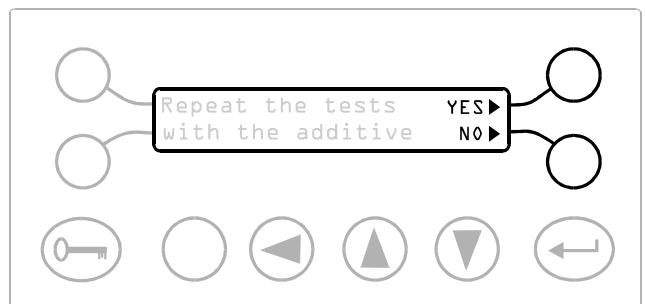 Repeat the tests YES▶
with the additive NO▶